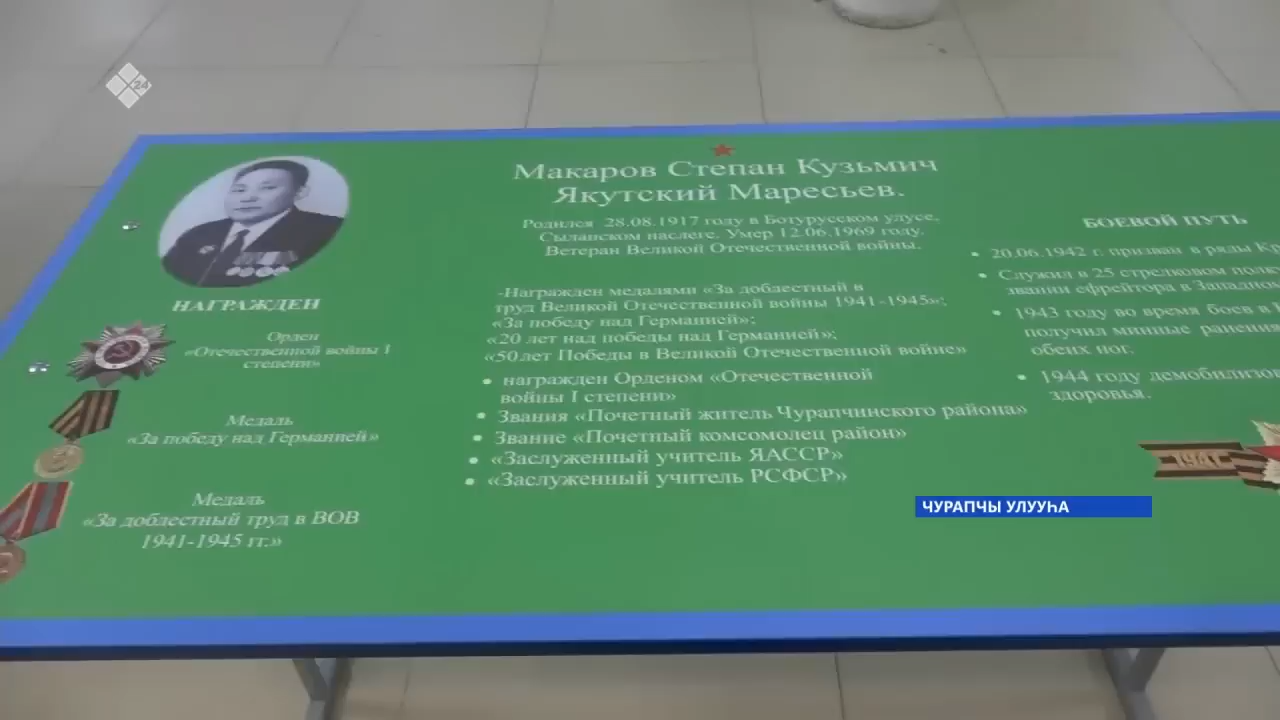 24
Макаров Степан Кузьмич
Якутский Маресьев.
Родился 28.08.1917 году в Ботурусском улусе,
Сыланском наслеге. Умер 12.06.1969 году.
Ветеран Великой Отечественной войны.
НАГРАЖДЕН
Орден
«Отечественной войны I
степени»
Медаль
«За победу над Германией»
Медаль
«За доблестный труд в ВОВ
1941-1945 гг.»
-Награжден медалями «За доблестный в
труд Великой Отечественной войны 1941-1945»;
«За победу над Германией»;
«20 лет над победы над Германией»;
«50 лет Победы в Великой Отечественной войне»
• награжден Орденом «Отечественной
войны I степени»
• Звания «Почетный житель Чурапчинского района»
• Звание «Почетный комсомолец район»
• «Заслуженный учитель ЯАССР»
• «Заслуженный учитель РСФСР»
БОЕВОЙ ПУТЬ
• 20.06.1942 г. призван в ряды
• Служил в 25 стрелковом
звании ефрейтора в
• 1943 году во время боев в
получил минные ранения
обеих ног.
• 1944 году
здоровья.
1941
ЧУРАПЧЫ УЛУУҺА